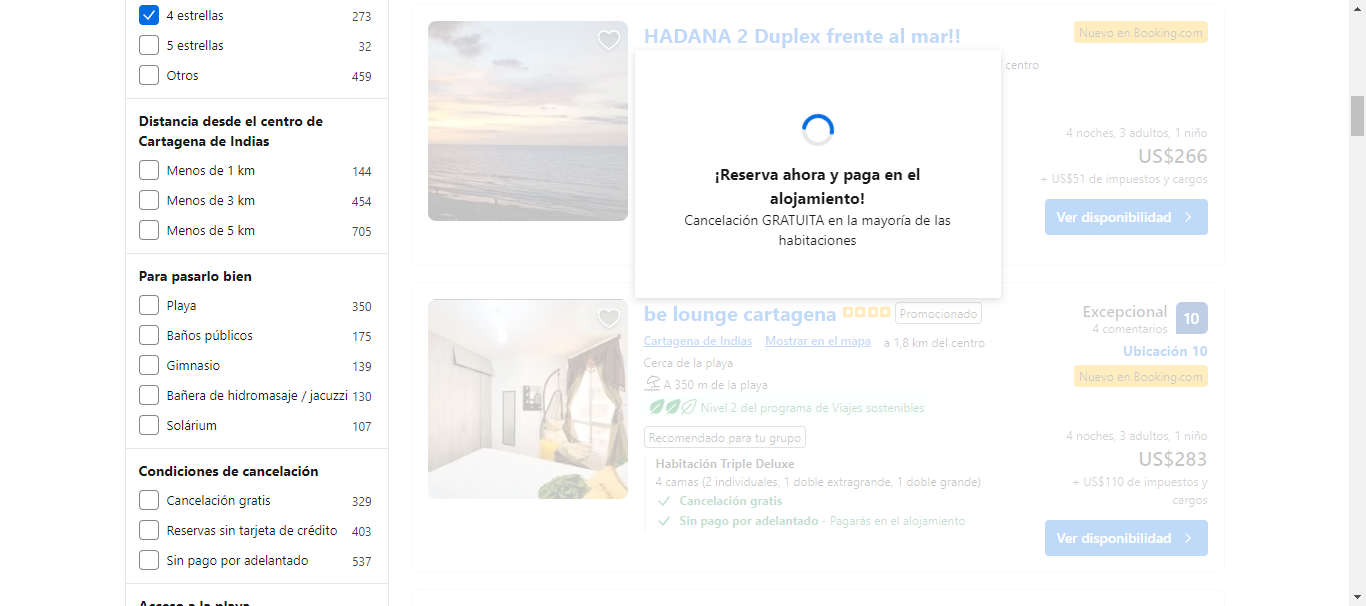 4 estrellas 273
5 estrellas 32
Otros 459
Distancia desde el centro de
Cartagena de Indias
Menos de 1 km 144
Menos de 3 km 454
Menos de 5 km 705
Para pasarlo bien
Playa 350
Baños públicos 175
Gimnasio 139
Bañera de hidromasaje / jacuzzi 130
Solárium 107
Condiciones de cancelación
Cancelación gratis 329
Reservas sin tarjeta de crédito 403
Sin pago por adelantado 537
Acceso a la playa
HADANA 2 Duplex frente al mar!!
Nuevo en Booking.com
centro
4 noches, 3 adultos, 1 niño
US$266
+ US$51 de impuestos y cargos
Ver disponibilidad
¡Reserva ahora y paga en el
alojamiento!
Cancelación GRATUITA en la mayoría de las
habitaciones
be lounge cartagena Promocionado
Cartagena de Indias Mostrar en el mapa a 1,8 km del centro
Cerca de la playa
A 350 m de la playa
Nivel 2 del programa de Viajes sostenibles
Recomendado para tu grupo
Habitación Triple Deluxe
4 camas (2 individuales, 1 doble extragrande, 1 doble grande)
Cancelación gratis
Sin pago por adelantado - Pagarás en el alojamiento
Excepcional 10
4 comentarios
Ubicación 10
Nuevo en Booking.com
4 noches, 3 adultos, 1 niño
US$283
+ US$110 de impuestos y
cargos
Ver disponibilidad